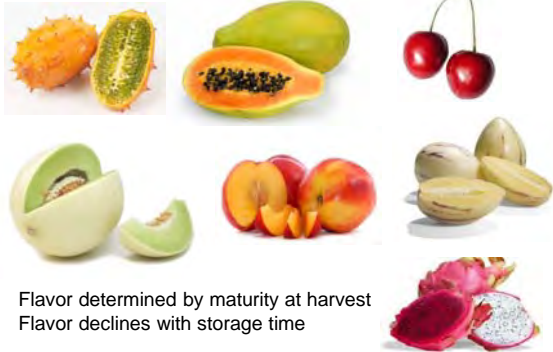 Flavor determined by maturity at harvest
Flavor declines with storage time